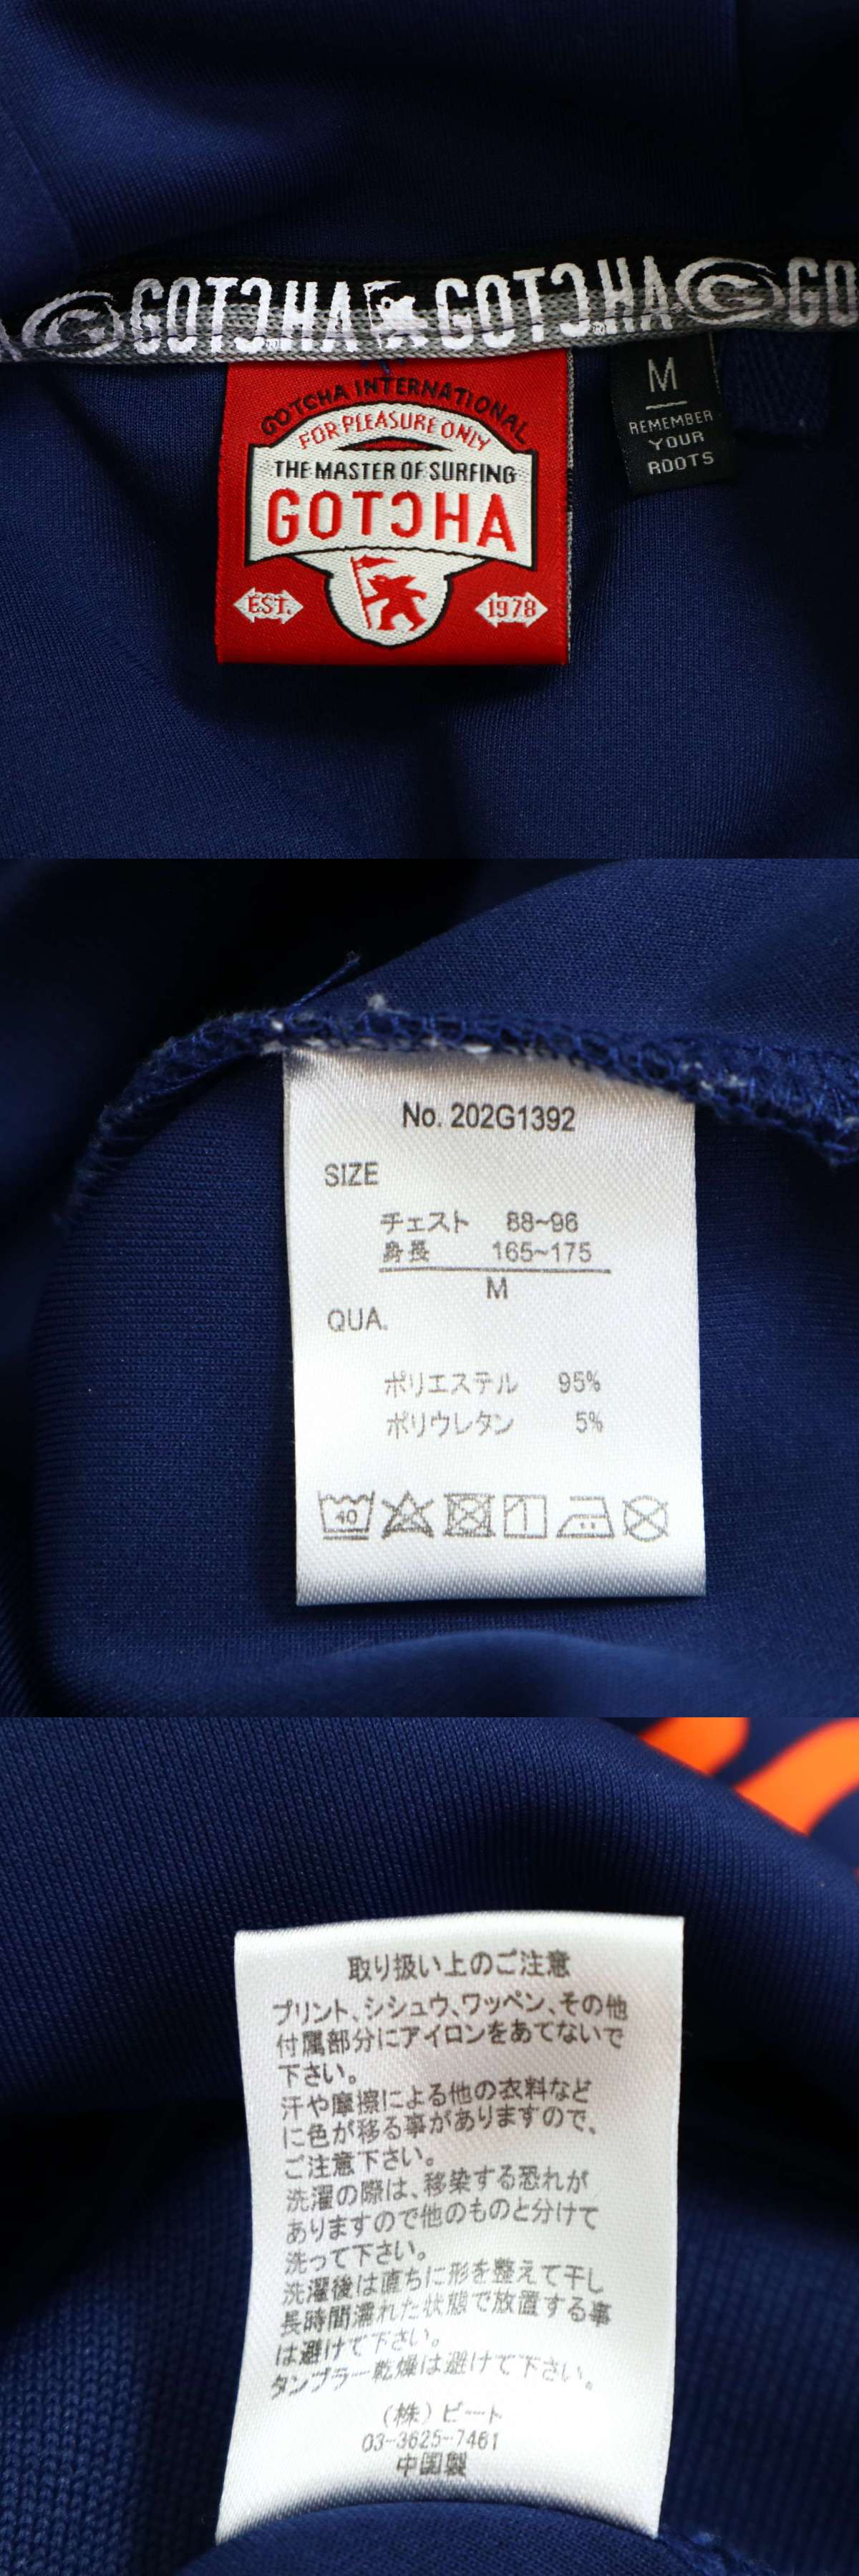 GOTCHA GOTCHA GO
GOTCHA INTERNATIONAL
FOR PLEASURE ONLY
THE MASTER OF SURFING
GOTCHA
EST. 1978
M
REMEMBER
YOUR
ROOTS
No. 202G1392
SIZE
チェスト 88~96
身長 165~175
M
QUA.
ポリエステル 95%
ポリウレタン 5%
40
取り扱い上のご注意
プリント、シシュウ、ワッペン、その他
付属部分にアイロンをあてないで
下さい。
汗や摩擦による他の衣料など
に色が移る事がありますので、
ご注意下さい。
洗濯の際は、移染する恐れが
ありますので他のものと分けて
洗って下さい。
洗濯後は直ちに形を整えて干し
長時間濡れた状態で放置する事
は避けて下さい。
タンブラー乾燥は避けて下さい。
(株)ビート
03-3625-7461
中国製